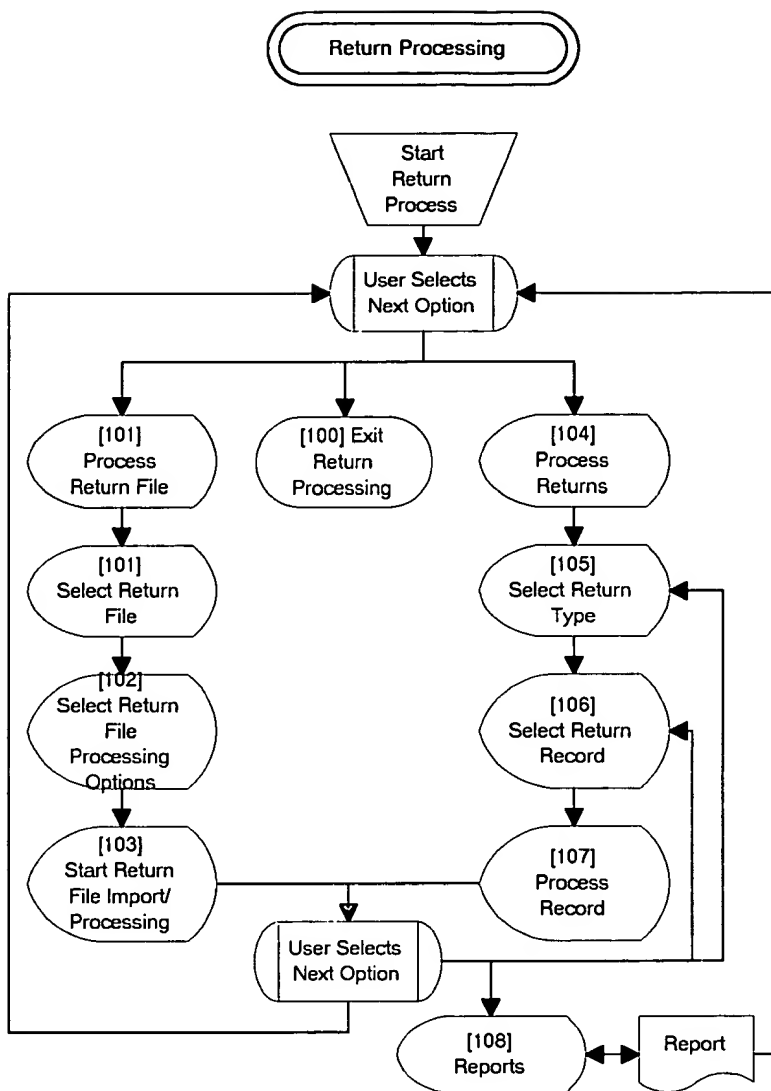 Return Processing
Start
Return
Process
User Selects
Next Option
[101]
Process
Return File
[100] Exit
Return
Processing
[104]
Process
Returns
[101]
Select Return
File
[105]
Select Return
Type
[102]
Select Return
File
Processing
Options
[106]
Select Return
Record
[103]
Start Return
File Import/
Processing
[107]
Process
Record
User Selects
Next Option
[108]
Reports
Report